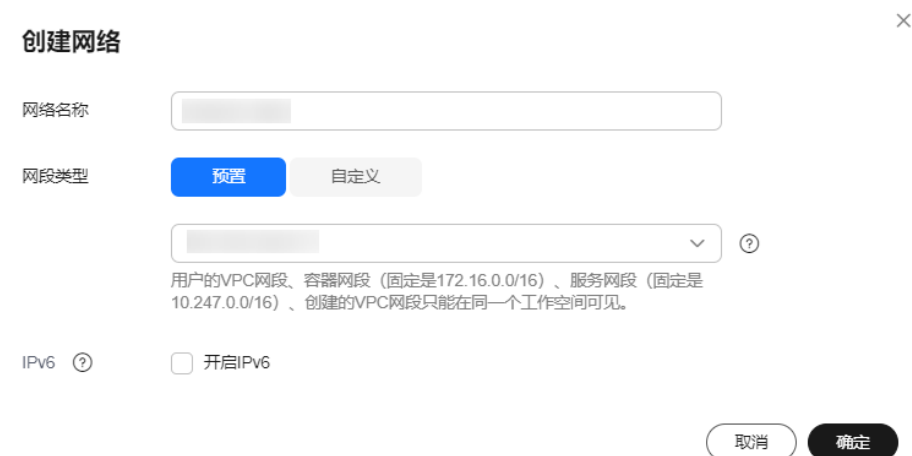 创建网络
网络名称
网段类型 预置 自定义
用户的VPC网段、容器网段（固定是172.16.0.0/16）、服务网段（固定是
10.247.0.0/16）、创建的VPC网段只能在同一个工作空间可见。
IPv6 开启IPv6
取消 确定